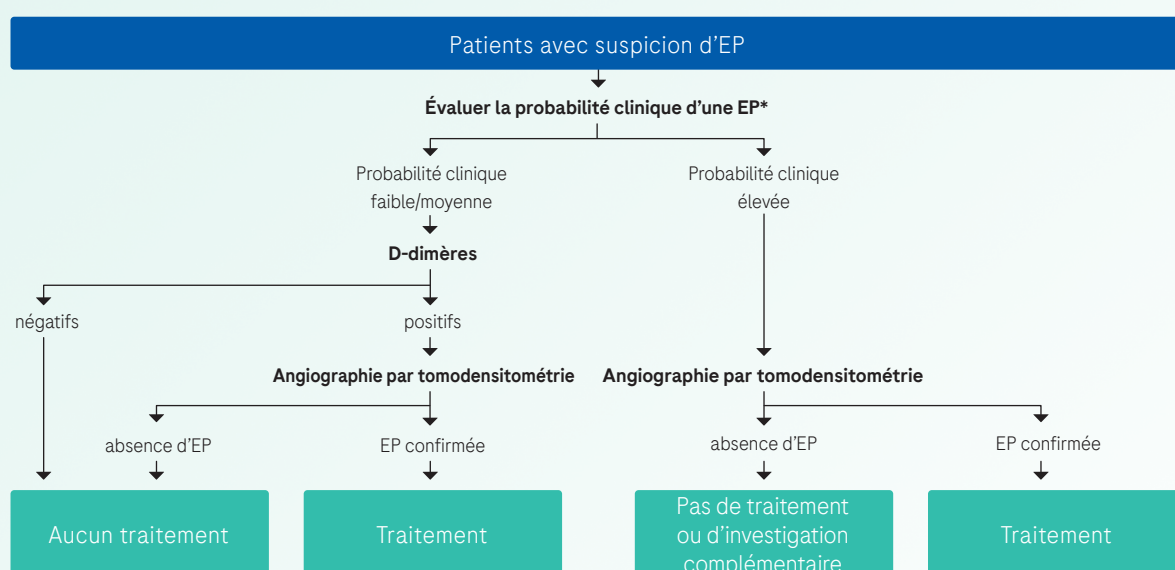 Patients avec suspicion d’EP
Évaluer la probabilité clinique d’une EP*
Probabilité clinique
faible/moyenne
Probabilité clinique
élevée
D-dimères
négatifs
positifs
Angiographie par tomodensitométrie
Angiographie par tomodensitométrie
absence d’EP
EP confirmée
absence d’EP
EP confirmée
Aucun traitement
Traitement
Pas de traitement
ou d’investigation
complémentaire
Traitement